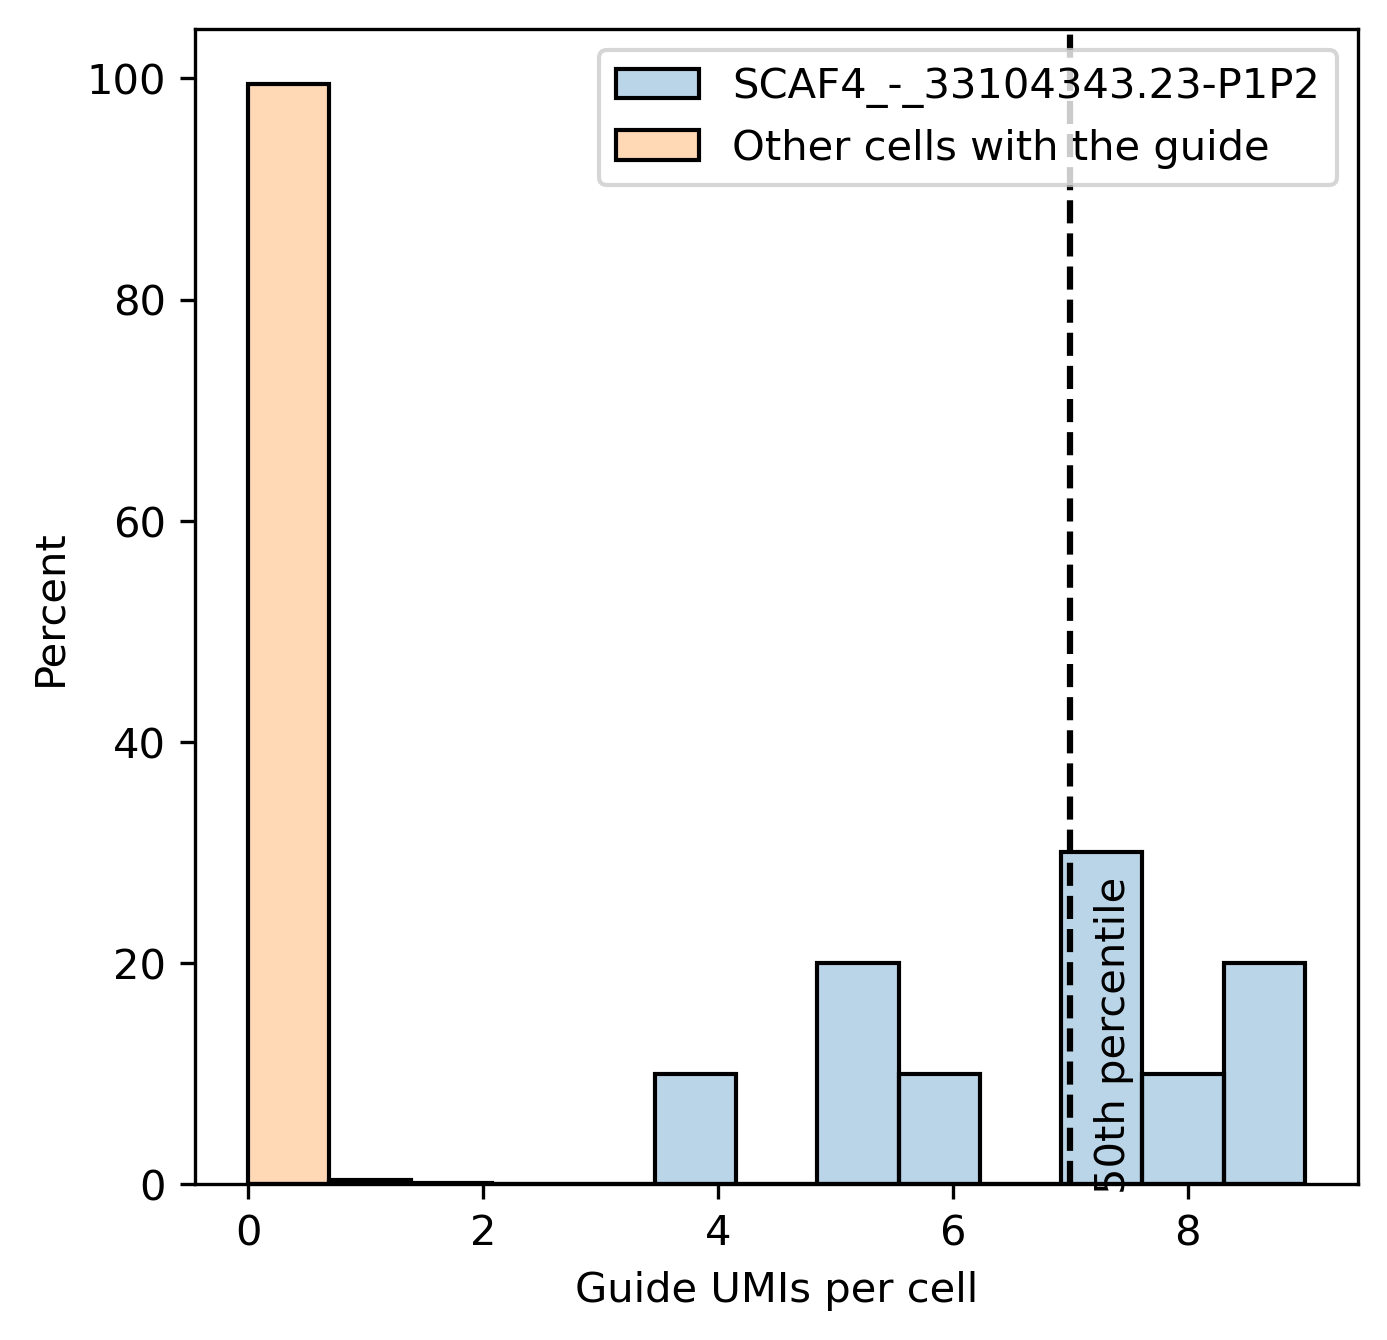 SCAF4_-_33104343.23-P1P2
Other cells with the guide
100
80
60
40
20
0
Percent
50th percentile
0 2 4 6 8
Guide UMIs per cell